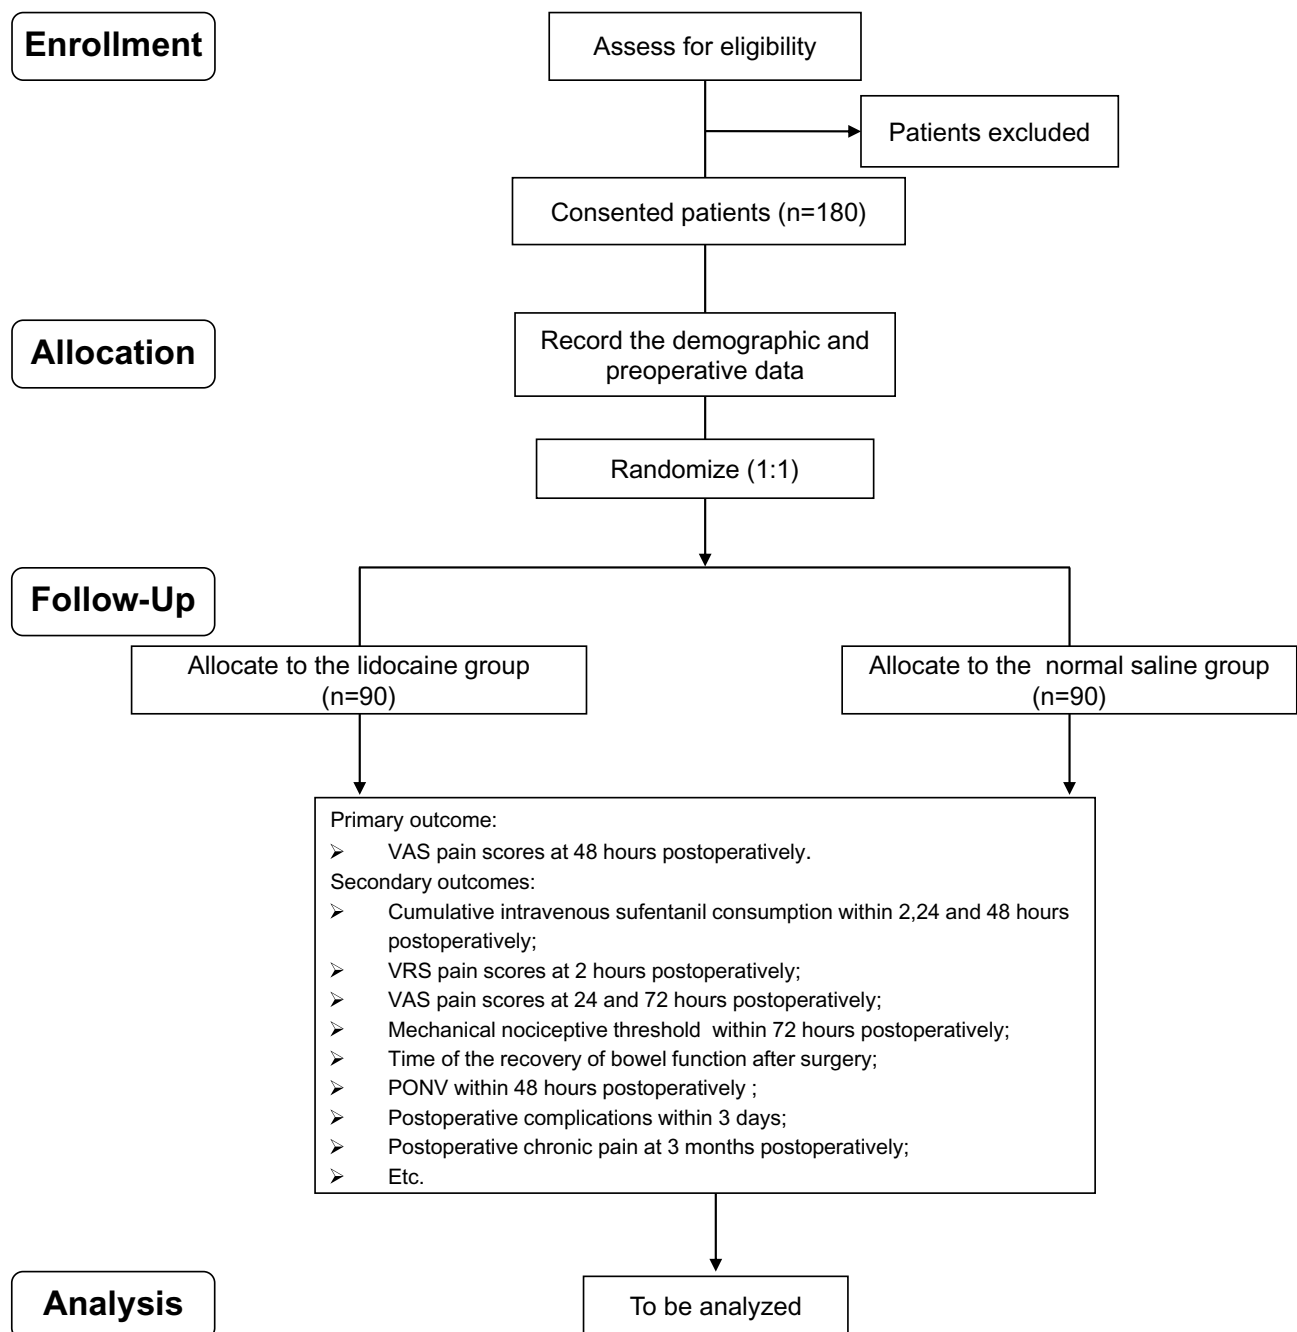 Enrollment
Assess for eligibility
Patients excluded
Consented patients (n=180)
Allocation
Record the demographic and
preoperative data
Randomize (1:1)
Follow-Up
Allocate to the lidocaine group
(n=90)
Allocate to the  normal saline group
(n=90)
Primary outcome:
➢ VAS pain scores at 48 hours postoperatively.
Secondary outcomes:
➢ Cumulative intravenous sufentanil consumption within 2,24 and 48 hours
postoperatively;
➢ VRS pain scores at 2 hours postoperatively;
➢ VAS pain scores at 24 and 72 hours postoperatively;
➢ Mechanical nociceptive threshold  within 72 hours postoperatively;
➢ Time of the recovery of bowel function after surgery;
➢ PONV within 48 hours postoperatively ;
➢ Postoperative complications within 3 days;
➢ Postoperative chronic pain at 3 months postoperatively;
➢ Etc.
Analysis
To be analyzed